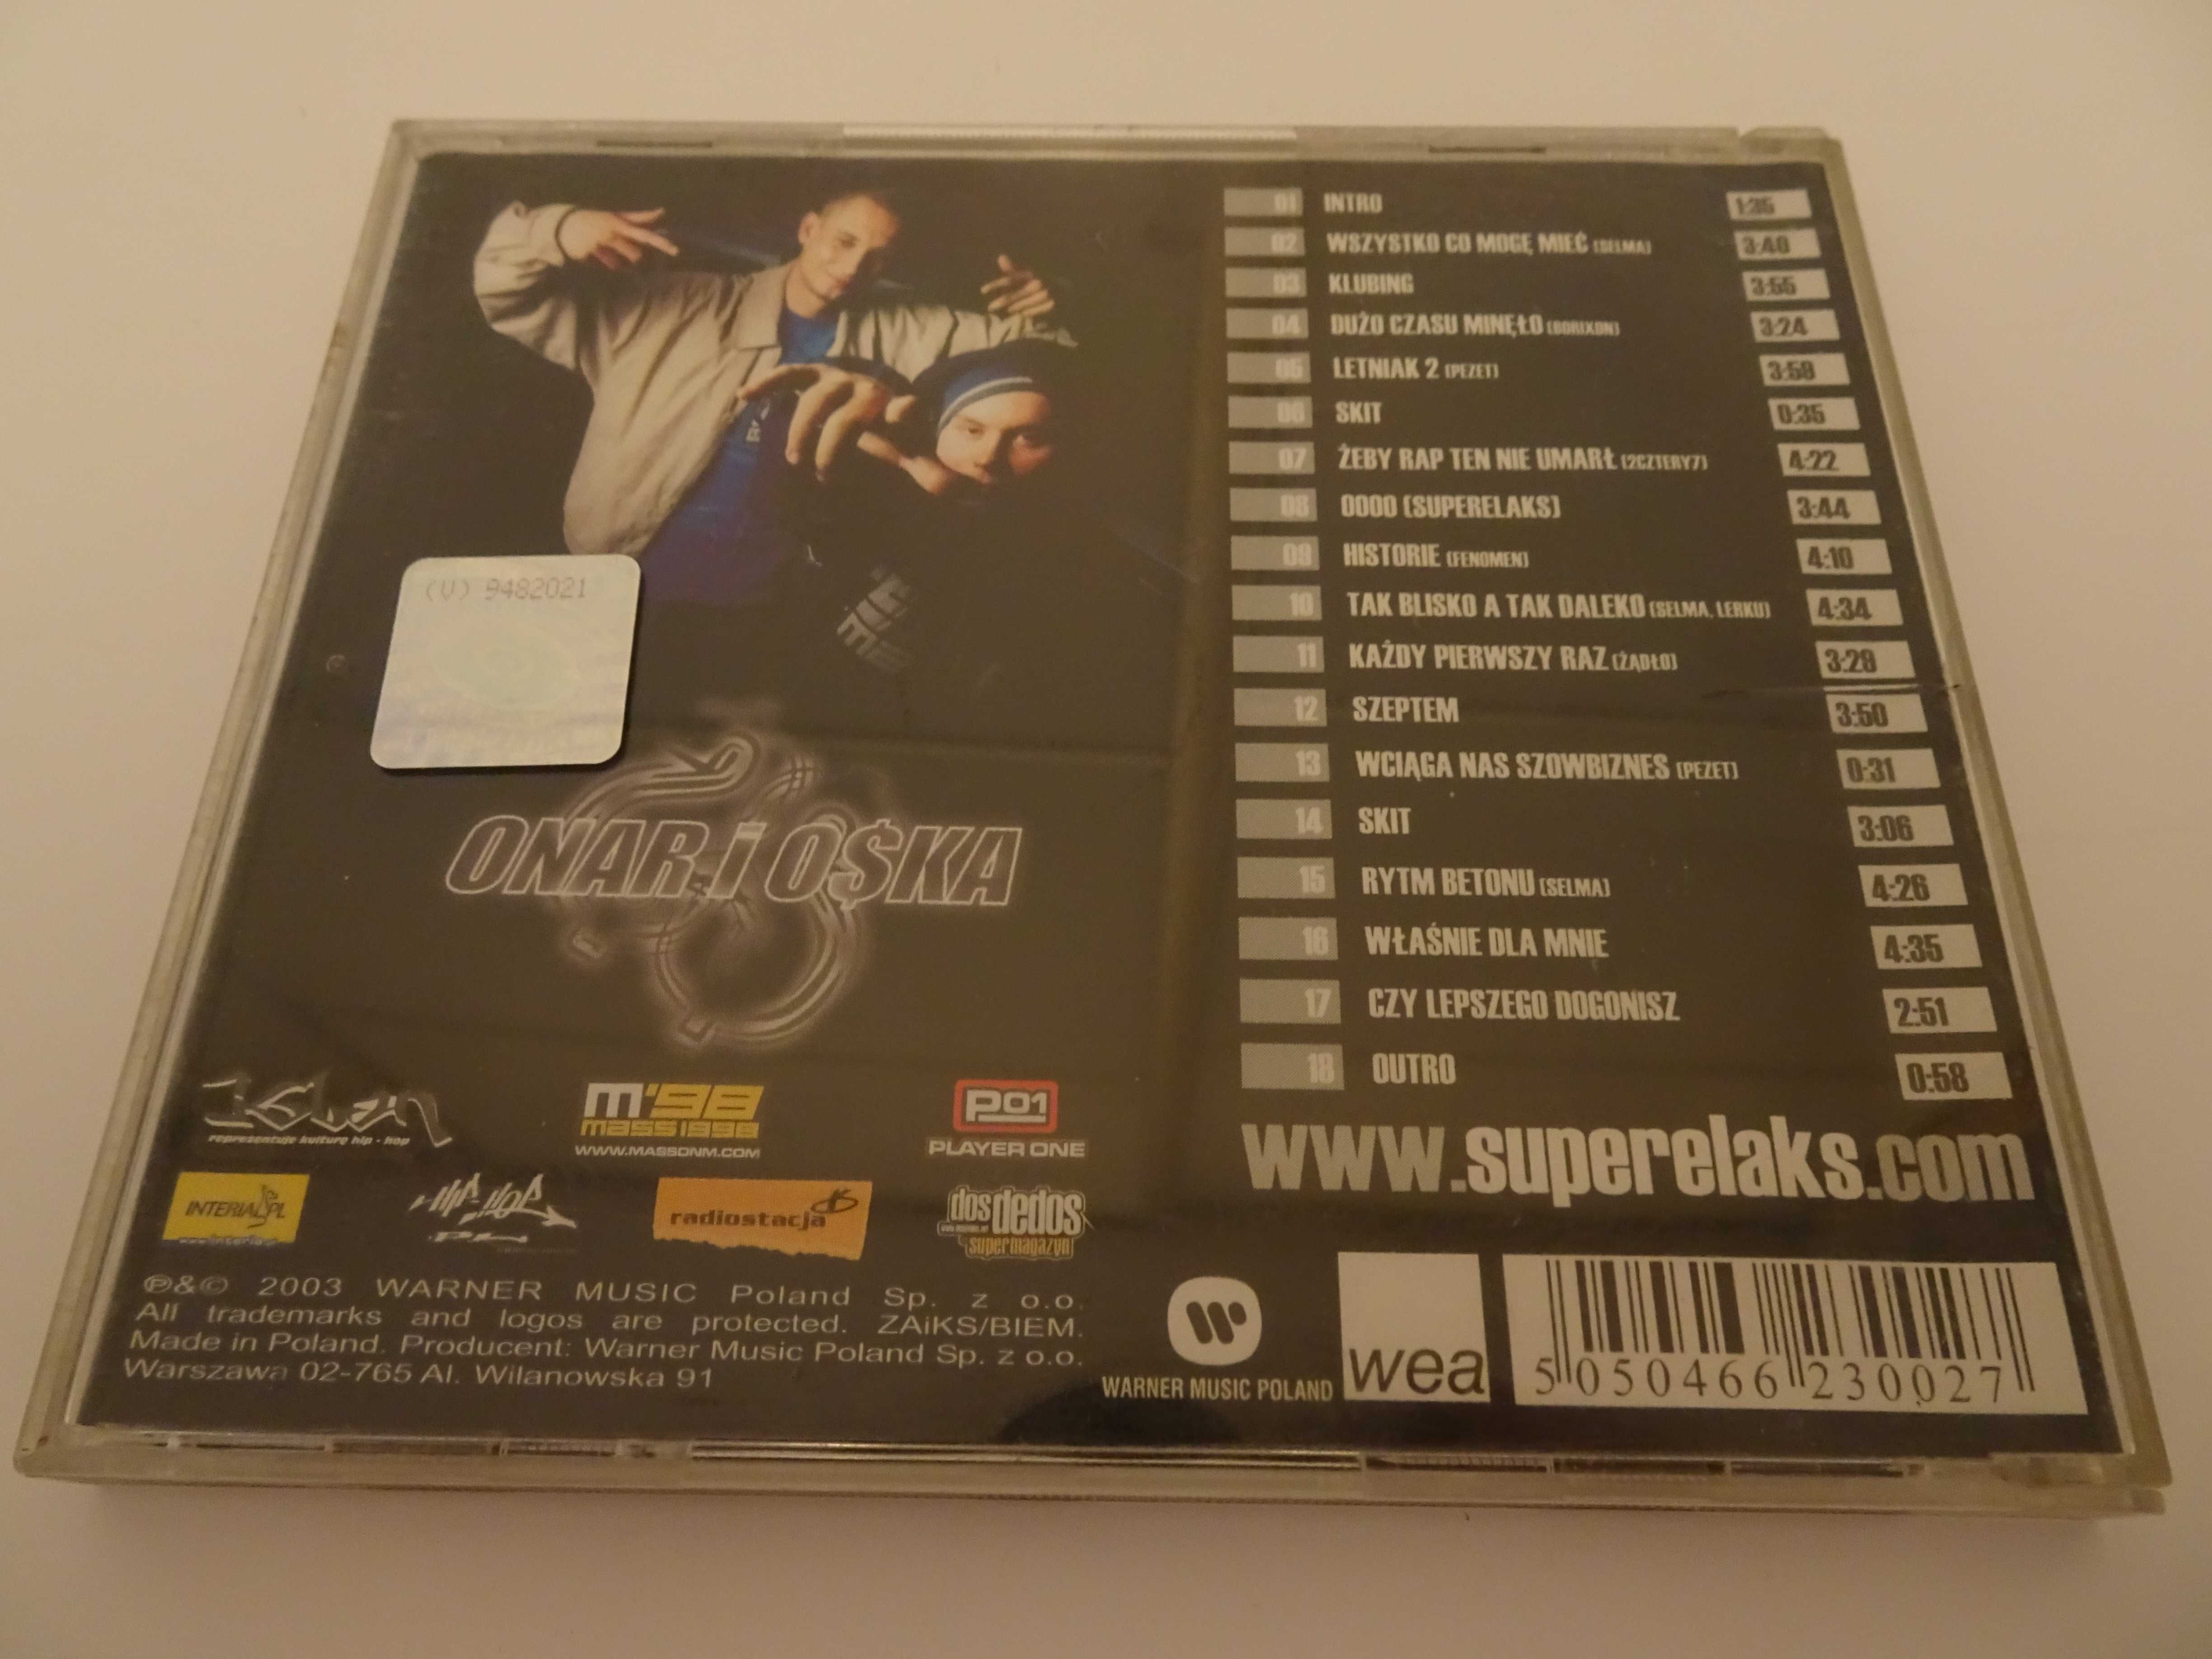 01 INTRO 1:35
02 WSZYSTKO CO MOGĘ MIEĆ (SELMA) 3:40
03 KLUBING 3:55
04 DUŻO CZASU MINĘŁO (BORIXON) 3:24
05 LETNIAK 2 (PEZET) 3:58
06 SKIT 0:35
07 ŻEBY RAP TEN NIE UMARŁ (2CZTERY7) 4:22
08 OOOO (SUPERELAKS) 3:44
09 HISTORIE (FENOMEN) 4:10
10 TAK BLISKO A TAK DALEKO (SELMA, LERKU) 4:34
11 KAŻDY PIERWSZY RAZ (ŻĄDŁO) 3:28
12 SZEPTEM 3:50
13 WCIĄGA NAS SZOWBIZNES (PEZET) 0:31
14 SKIT 3:06
15 RYTM BETONU (SELMA) 4:26
16 WŁAŚNIE DLA MNIE 4:35
17 CZY LEPSZEGO DOGONISZ 2:51
18 OUTRO 0:58
www.superelaks.com
(V) 9482021
ONAR i O$KA
reprezentuje kulturę hip-hop
M'98
MASS1998
WWW.MASSDNM.COM
P01
PLAYER ONE
INTERIA.PL
HIP-HOP
.PL
radiostacja
dosdedos
supermagazyn
℗&© 2003 WARNER MUSIC Poland Sp. z o.o.
All trademarks and logos are protected. ZAiKS/BIEM.
Made in Poland. Producent: Warner Music Poland Sp. z o.o.
Warszawa 02-765 Al. Wilanowska 91
WARNER MUSIC POLAND
wea
5 050466 230027